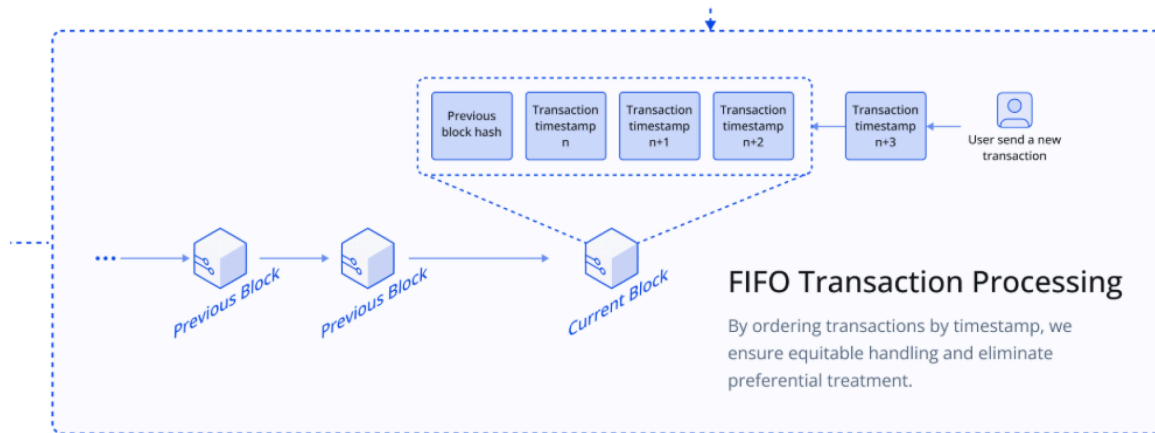 Previous
block hash
Transaction
timestamp
n
Transaction
timestamp
n+1
Transaction
timestamp
n+2
Transaction
timestamp
n+3
User send a new
transaction
Previous Block
Previous Block
Current Block
FIFO Transaction Processing
By ordering transactions by timestamp, we
ensure equitable handling and eliminate
preferential treatment.